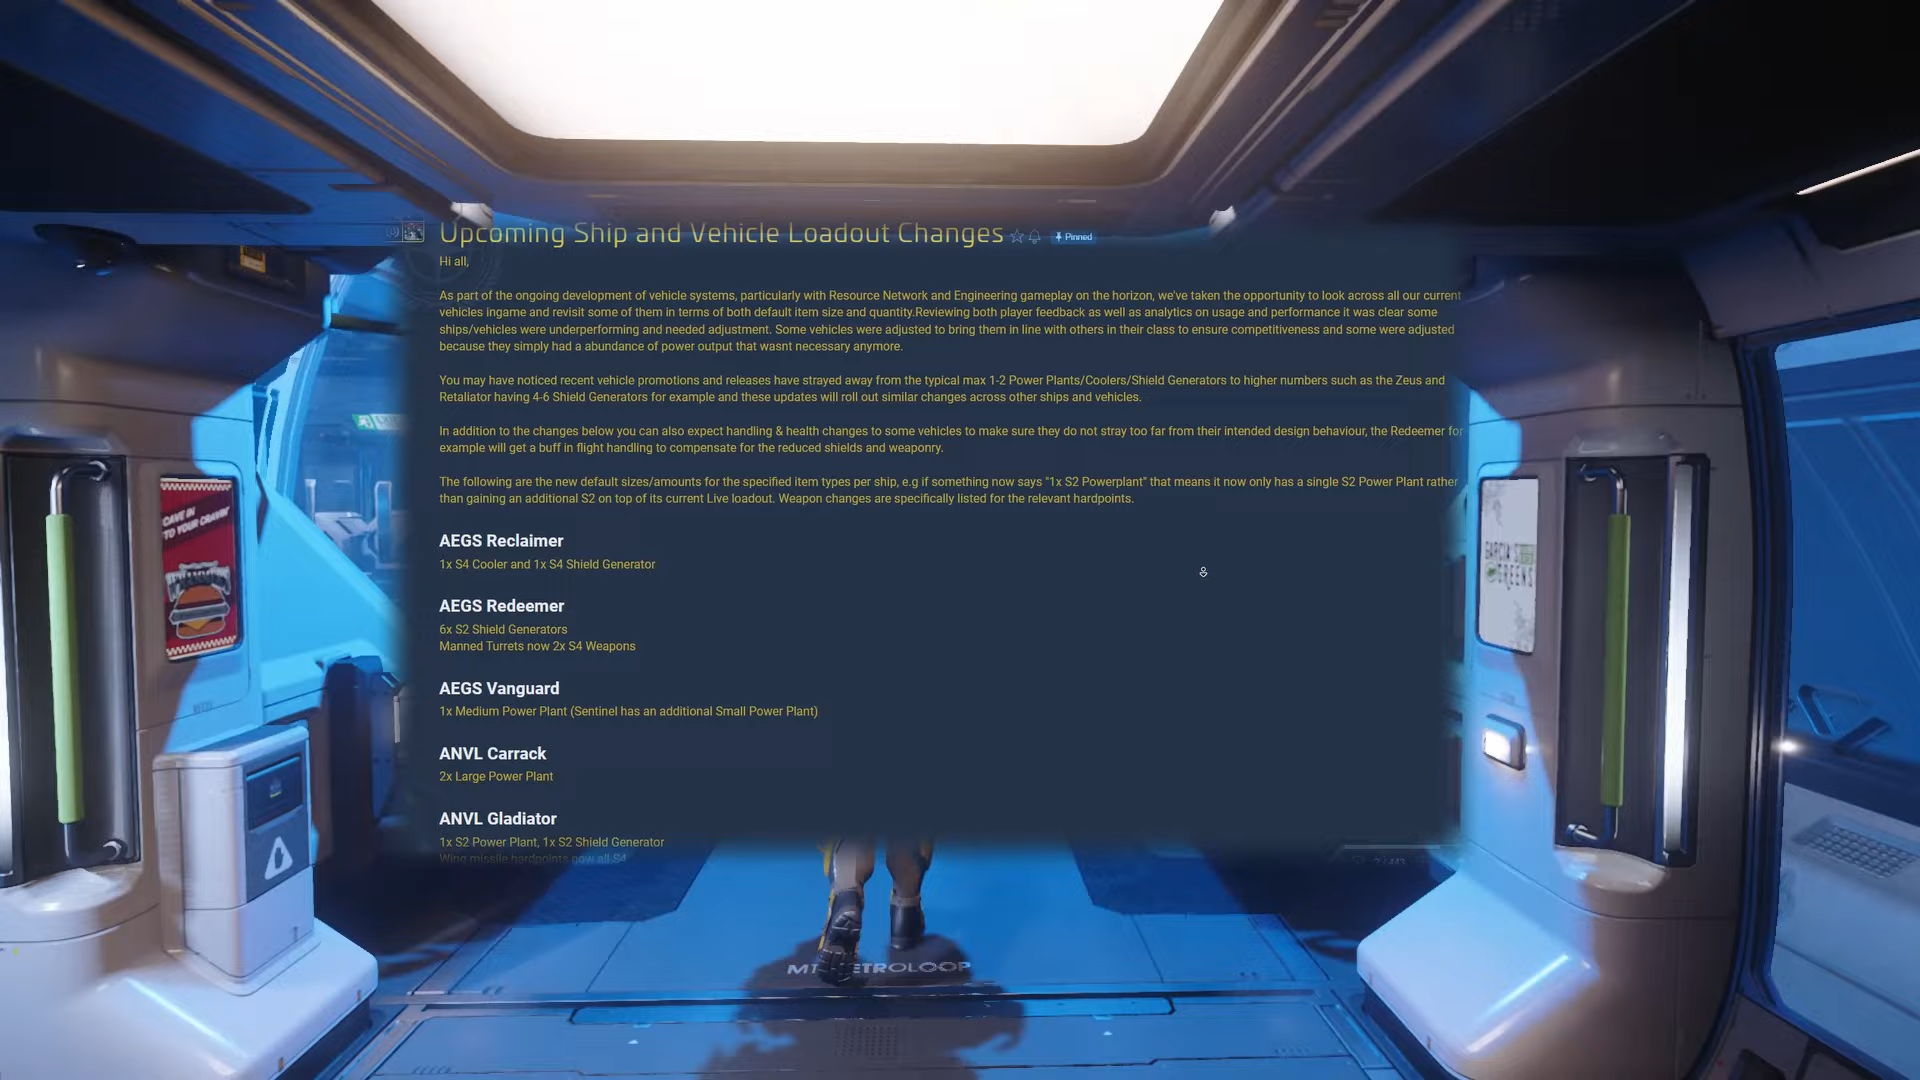 Upcoming Ship and Vehicle Loadout Changes
Pinned
Hi all,
As part of the ongoing development of vehicle systems, particularly with Resource Network and Engineering gameplay on the horizon, we've taken the opportunity to look across all our current
vehicles ingame and revisit some of them in terms of both default item size and quantity.Reviewing both player feedback as well as analytics on usage and performance it was clear some
ships/vehicles were underperforming and needed adjustment. Some vehicles were adjusted to bring them in line with others in their class to ensure competitiveness and some were adjusted
because they simply had a abundance of power output that wasnt necessary anymore.
You may have noticed recent vehicle promotions and releases have strayed away from the typical max 1-2 Power Plants/Coolers/Shield Generators to higher numbers such as the Zeus and
Retaliator having 4-6 Shield Generators for example and these updates will roll out similar changes across other ships and vehicles.
In addition to the changes below you can also expect handling & health changes to some vehicles to make sure they do not stray too far from their intended design behaviour, the Redeemer for
example will get a buff in flight handling to compensate for the reduced shields and weaponry.
The following are the new default sizes/amounts for the specified item types per ship, e.g if something now says "1x S2 Powerplant" that means it now only has a single S2 Power Plant rather
than gaining an additional S2 on top of its current Live loadout. Weapon changes are specifically listed for the relevant hardpoints.
AEGS Reclaimer
1x S4 Cooler and 1x S4 Shield Generator
AEGS Redeemer
6x S2 Shield Generators
Manned Turrets now 2x S4 Weapons
AEGS Vanguard
1x Medium Power Plant (Sentinel has an additional Small Power Plant)
ANVL Carrack
2x Large Power Plant
ANVL Gladiator
1x S2 Power Plant, 1x S2 Shield Generator
Wing missile hardpoints now all S4
CAVE IN
TO YOUR CRAVIN'
WHAMMERS
GARCIA'S
GREENS
METROLOOP